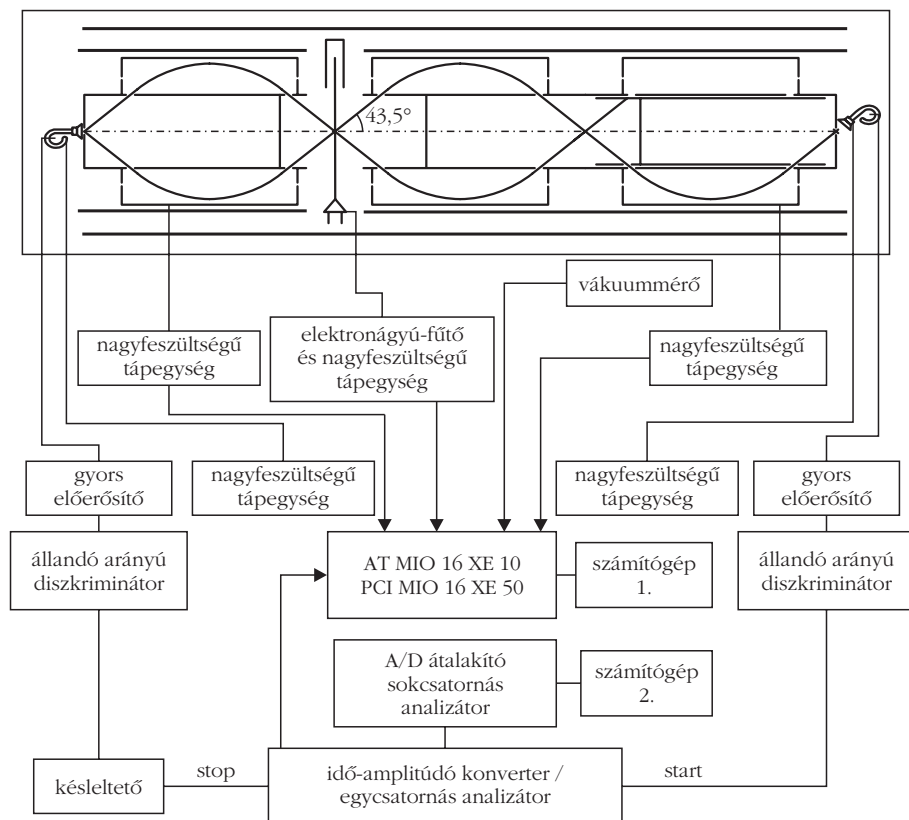 43,5°
vákuummérő
nagyfeszültségű
tápegység
elektronágyú-fűtő
és nagyfeszültségű
tápegység
nagyfeszültségű
tápegység
gyors
előerősítő
nagyfeszültségű
tápegység
nagyfeszültségű
tápegység
gyors
előerősítő
állandó arányú
diszkriminátor
AT MIO 16 XE 10
PCI MIO 16 XE 50
számítógép
1.
állandó arányú
diszkriminátor
A/D átalakító
sokcsatornás
analizátor
számítógép
2.
késleltető
stop
idő-amplitúdó konverter /
egycsatornás analizátor
start